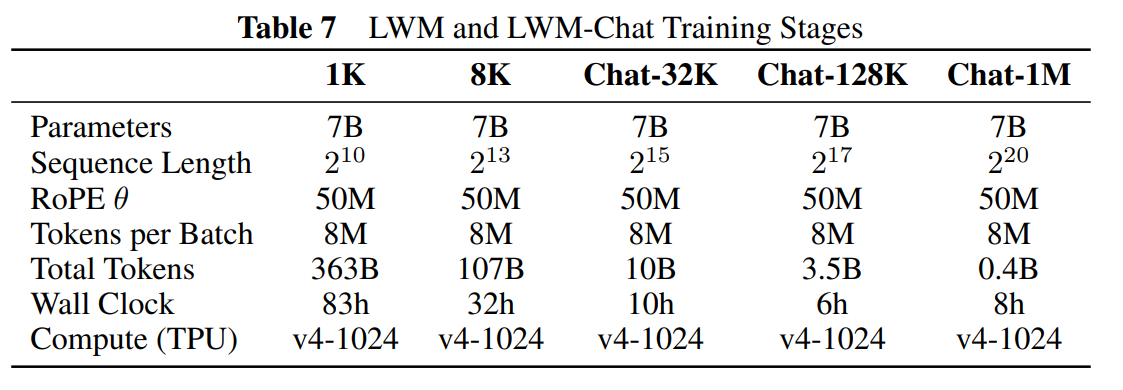 Table 7 LWM and LWM-Chat Training Stages
1K 8K Chat-32K Chat-128K Chat-1M
Parameters 7B 7B 7B 7B 7B
Sequence Length 2^10 2^13 2^15 2^17 2^20
RoPE θ 50M 50M 50M 50M 50M
Tokens per Batch 8M 8M 8M 8M 8M
Total Tokens 363B 107B 10B 3.5B 0.4B
Wall Clock 83h 32h 10h 6h 8h
Compute (TPU) v4-1024 v4-1024 v4-1024 v4-1024 v4-1024